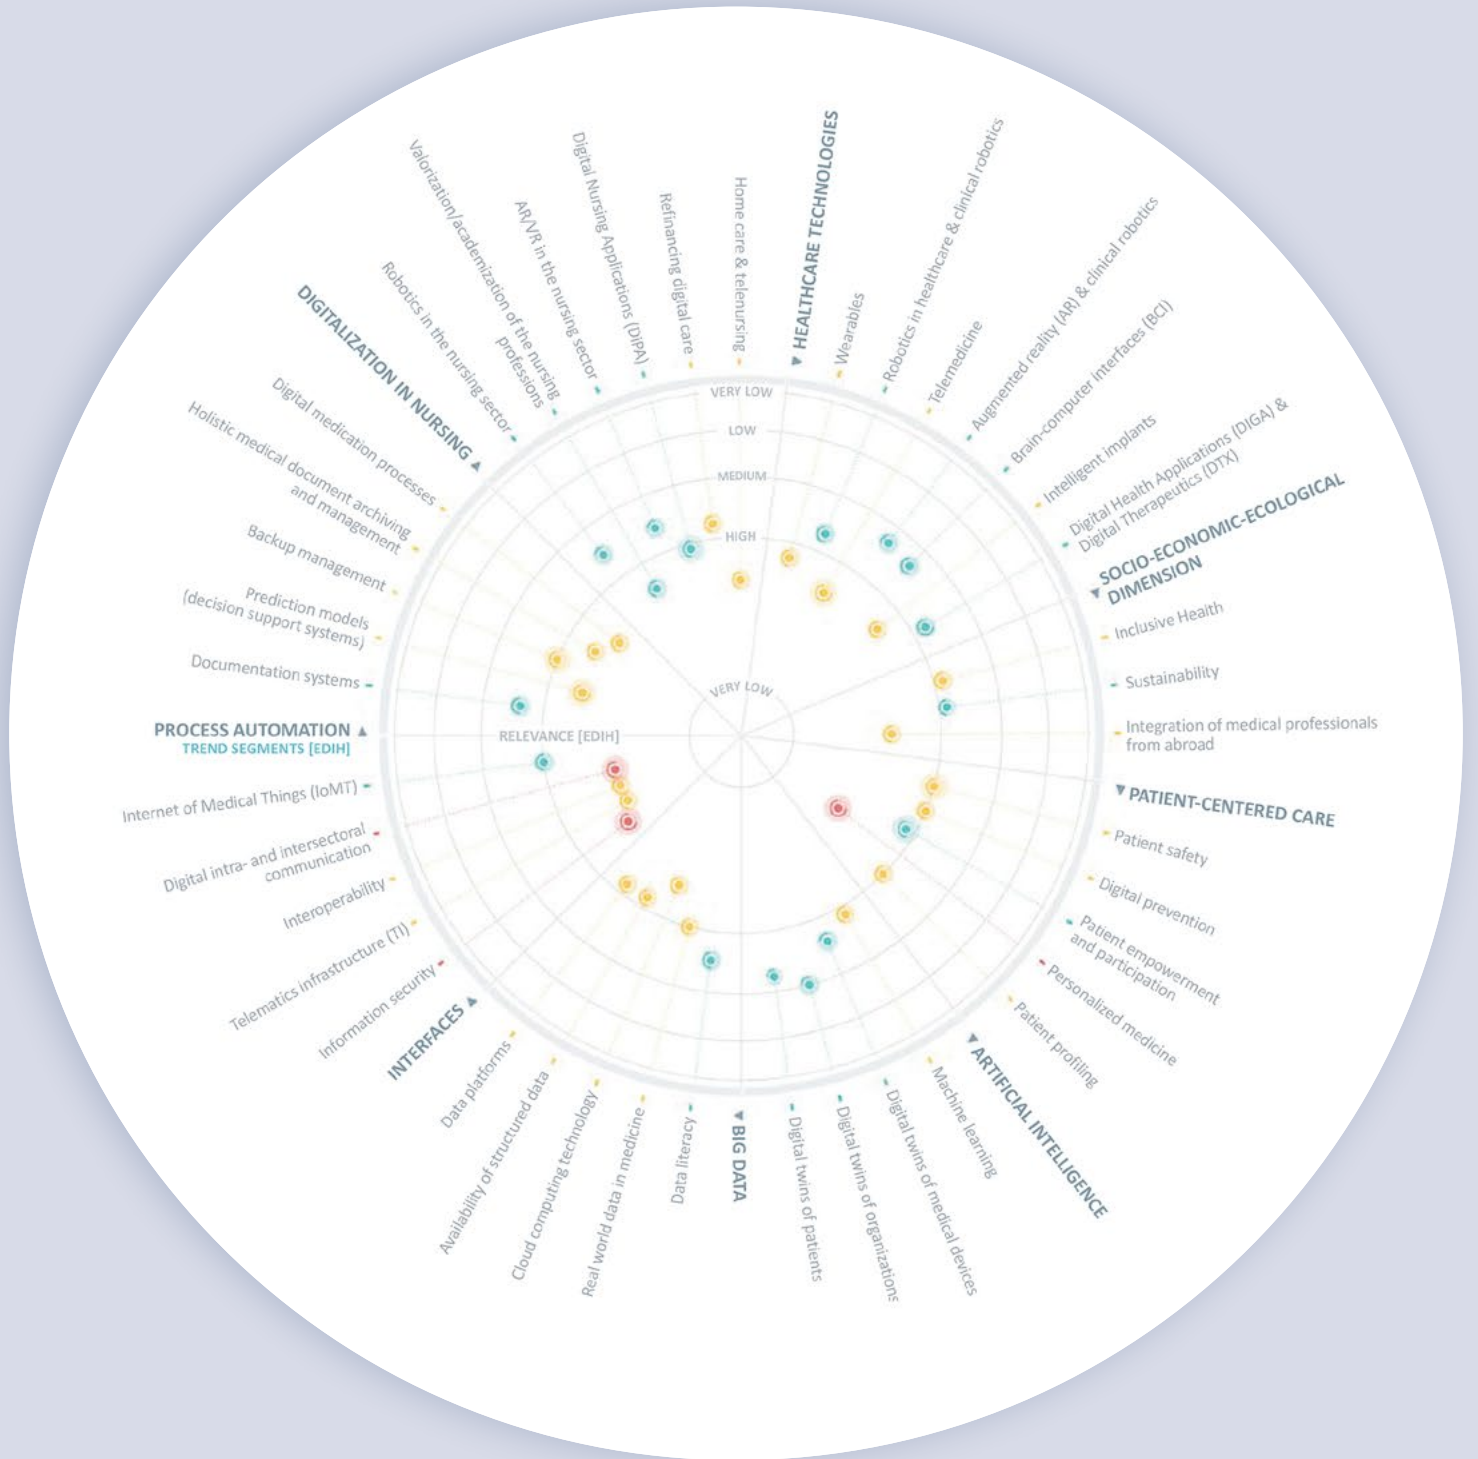 ▼ HEALTHCARE TECHNOLOGIES
Wearables
Robotics in healthcare & clinical robotics
Telemedicine
Augmented reality (AR) & clinical robotics
Brain-computer interfaces (BCI)
Intelligent implants
Digital Health Applications (DIGA) &
Digital Therapeutics (DTX)
▼ SOCIO-ECONOMIC-ECOLOGICAL
DIMENSION
Inclusive Health
Sustainability
Integration of medical professionals
from abroad
▼ PATIENT-CENTERED CARE
Patient safety
Digital prevention
Patient empowerment
and participation
Personalized medicine
Patient profiling
▼ ARTIFICIAL INTELLIGENCE
Machine learning
Digital twins of medical devices
Digital twins of organizations
Digital twins of patients
▼ BIG DATA
Data literacy
Real world data in medicine
Cloud computing technology
Availability of structured data
Data platforms
INTERFACES ▲
Information security
Telematics infrastructure (TI)
Interoperability
Digital intra- and intersectoral
communication
Internet of Medical Things (IoMT)
PROCESS AUTOMATION ▲
TREND SEGMENTS [EDIH]
Documentation systems
Prediction models
(decision support systems)
Backup management
Holistic medical document archiving
and management
Digital medication processes
DIGITALIZATION IN NURSING ▲
Robotics in the nursing sector
Valorization/academization of the nursing
professions
AR/VR in the nursing sector
Digital Nursing Applications (DiPA)
Refinancing digital care
Home care & telenursing
VERY LOW
LOW
MEDIUM
HIGH
VERY LOW
RELEVANCE [EDIH]